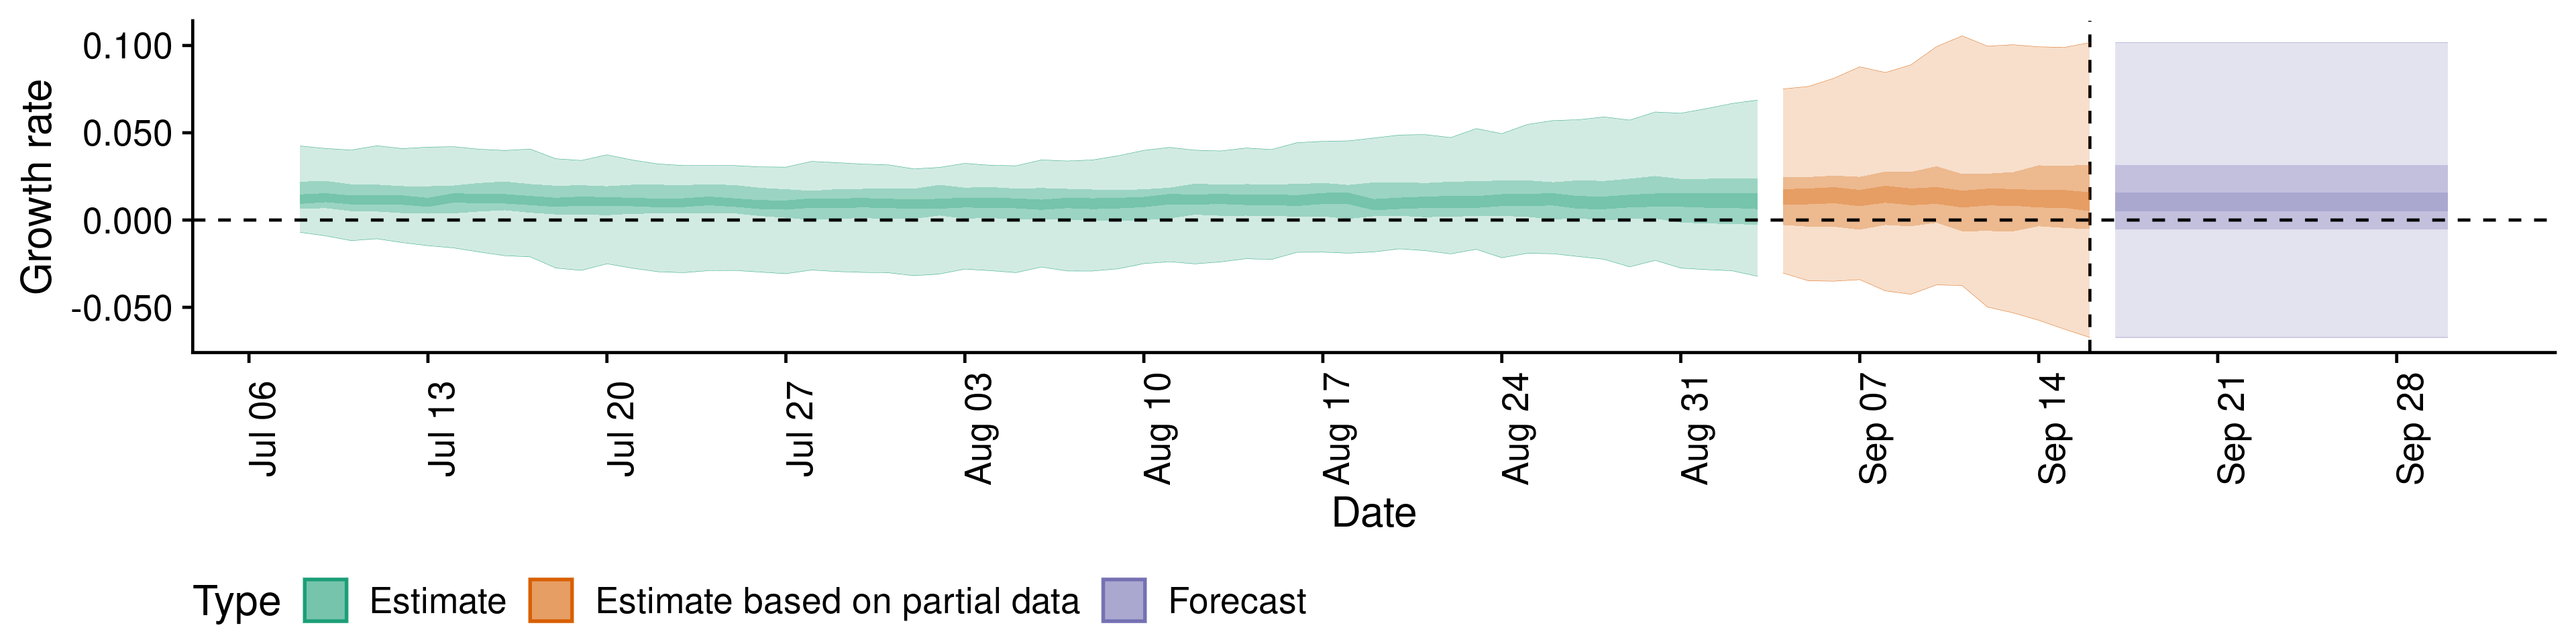 Growth rate
0.100
0.050
0.000
-0.050
Jul 06
Jul 13
Jul 20
Jul 27
Aug 03
Aug 10
Aug 17
Aug 24
Aug 31
Sep 07
Sep 14
Sep 21
Sep 28
Date
Type Estimate Estimate based on partial data Forecast